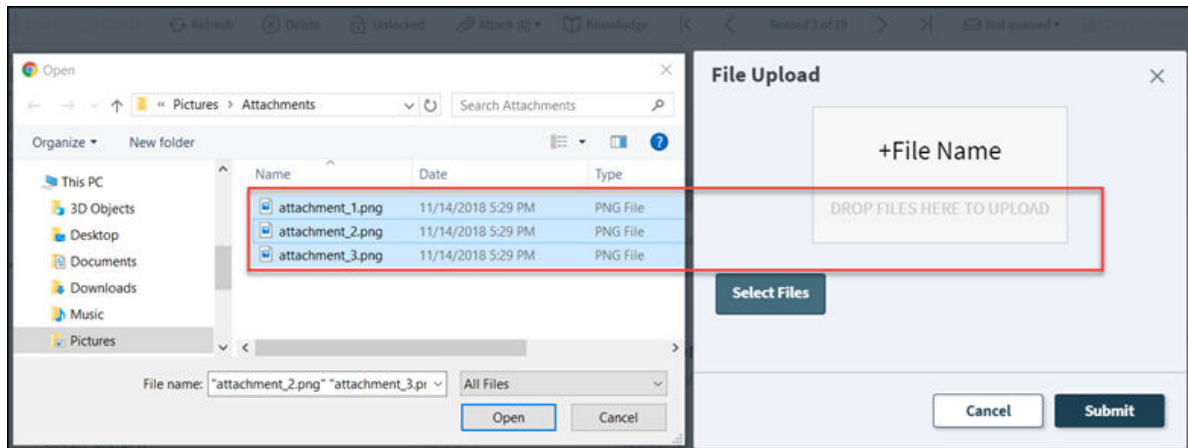 Refresh Delete Unlocked Attach (0) Knowledge Record 7 of 10 Not queued
Open
« Pictures > Attachments
Search Attachments
Organize New folder
Name Date Type
This PC
3D Objects
Desktop
Documents
Downloads
Music
Pictures
attachment_1.png 11/14/2018 5:29 PM PNG File
attachment_2.png 11/14/2018 5:29 PM PNG File
attachment_3.png 11/14/2018 5:29 PM PNG File
File name: "attachment_2.png" "attachment_3.pr
All Files
Open Cancel
File Upload
+File Name
DROP FILES HERE TO UPLOAD
Select Files
Cancel Submit